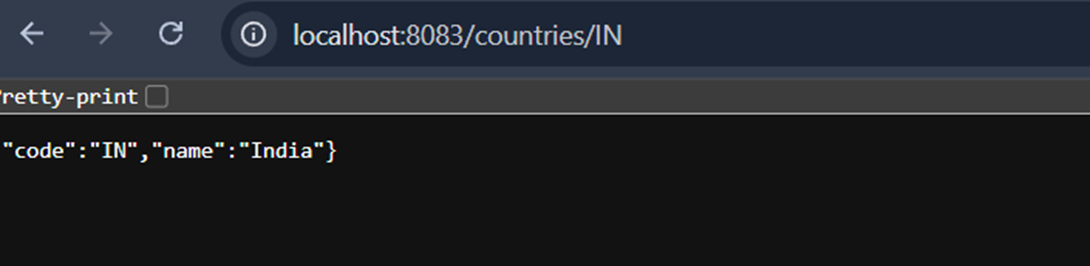 localhost:8083/countries/IN
retty-print
"code":"IN","name":"India"}